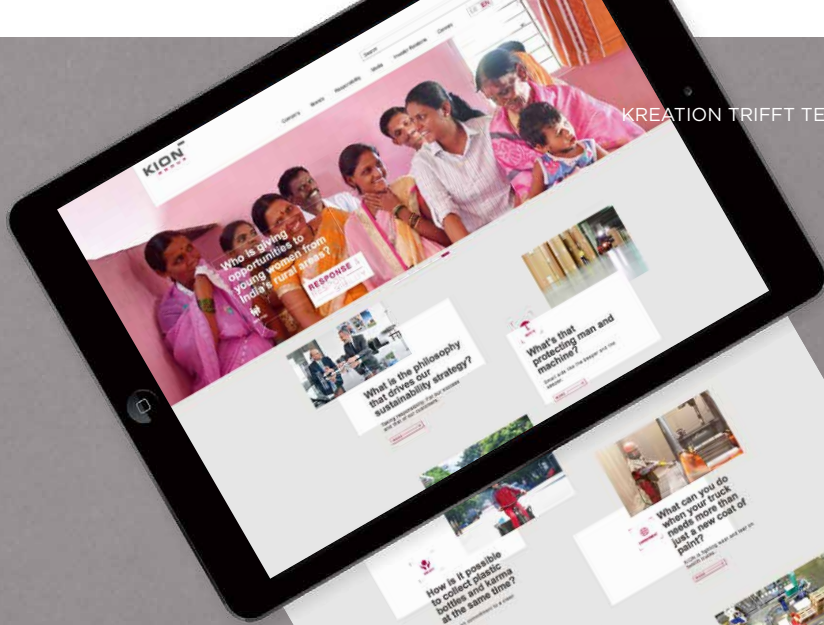 KREATION TRIFFT TE
DE EN
Search
Company Brands Responsibility Media Investor Relations Careers
KION
GROUP
Who is giving
opportunities to
young women from
India's rural areas?
RESPONSE
What is the philosophy
that drives our
sustainability strategy?
What's that
protecting man and
machine?
How is it possible
to collect plastic
bottles and karma
at the same time?
What can you do
when your truck
needs more than
just a new coat of
paint?